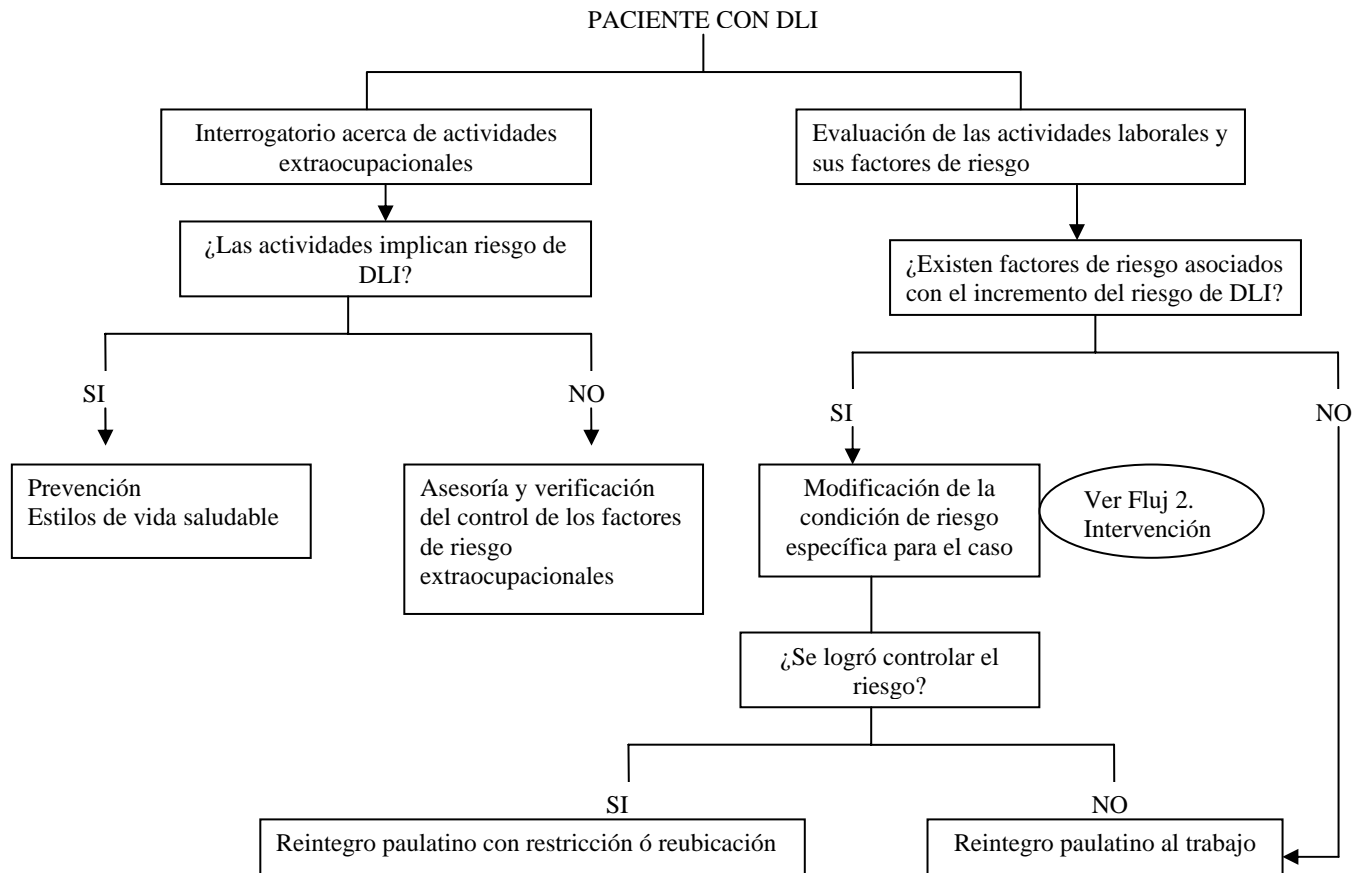 PACIENTE CON DLI
Interrogatorio acerca de actividades
extraocupacionales
Evaluación de las actividades laborales y
sus factores de riesgo
¿Las actividades implican riesgo de
DLI?
¿Existen factores de riesgo asociados
con el incremento del riesgo de DLI?
SI
NO
SI
NO
Prevención
Estilos de vida saludable
Asesoría y verificación
del control de los factores
de riesgo
extraocupacionales
Modificación de la
condición de riesgo
específica para el caso
Ver Fluj 2.
Intervención
¿Se logró controlar el
riesgo?
SI
NO
Reintegro paulatino con restricción ó reubicación
Reintegro paulatino al trabajo